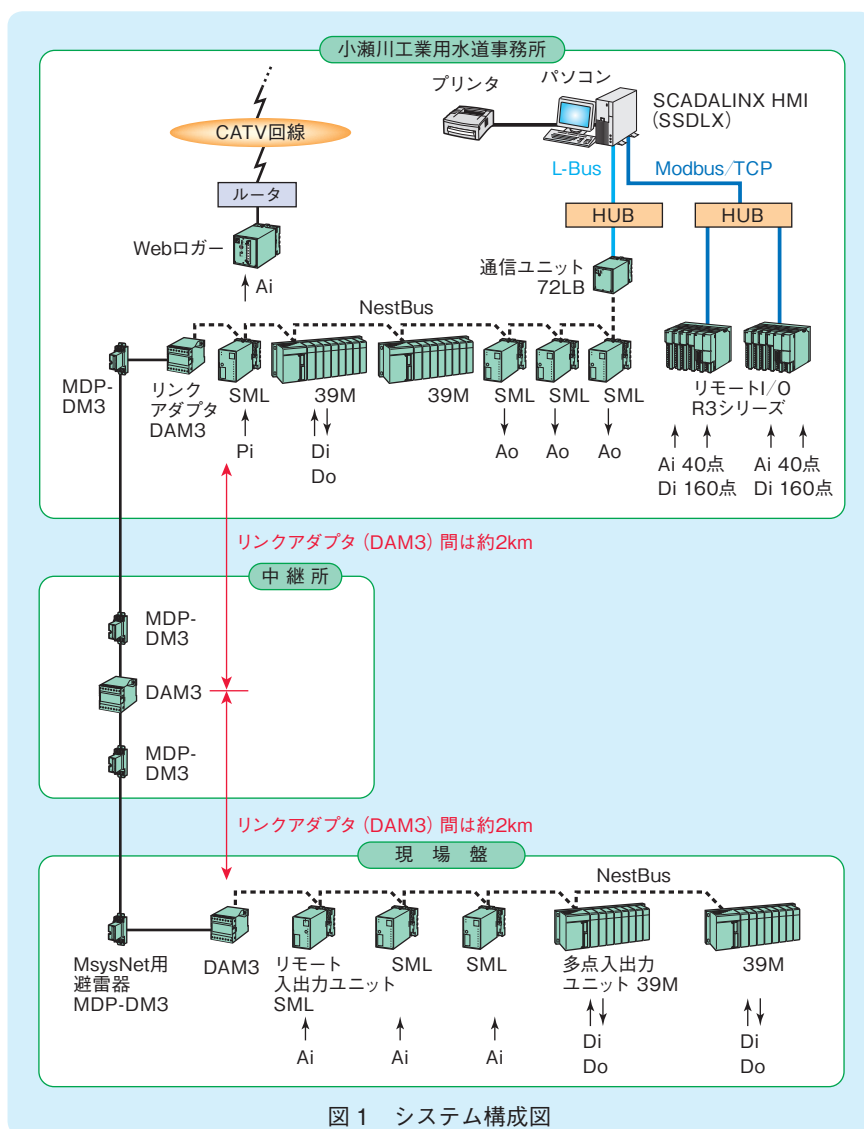 小瀬川工業用水道事務所
プリンタ
パソコン
SCADALINX HMI
(SSDLX)
CATV回線
L-Bus
Modbus/TCP
ルータ
HUB
HUB
Webロガー
通信ユニット
72LB
Ai
NestBus
MDP-
DM3
リンク
アダプタ
DAM3
SML
39M
39M
SML
SML
SML
リモートI/O
R3シリーズ
Pi
Di
Do
Ao
Ao
Ao
Ai 40点
Di 160点
Ai 40点
Di 160点
リンクアダプタ(DAM3)間は約2km
中継所
MDP-
DM3
DAM3
MDP-
DM3
リンクアダプタ(DAM3)間は約2km
現場盤
NestBus
MsysNet用
避雷器
MDP-DM3
DAM3
リモート
入出力ユニット
SML
SML
SML
多点入出力
ユニット 39M
39M
Ai
Ai
Ai
Di
Do
Di
Do
図1 システム構成図